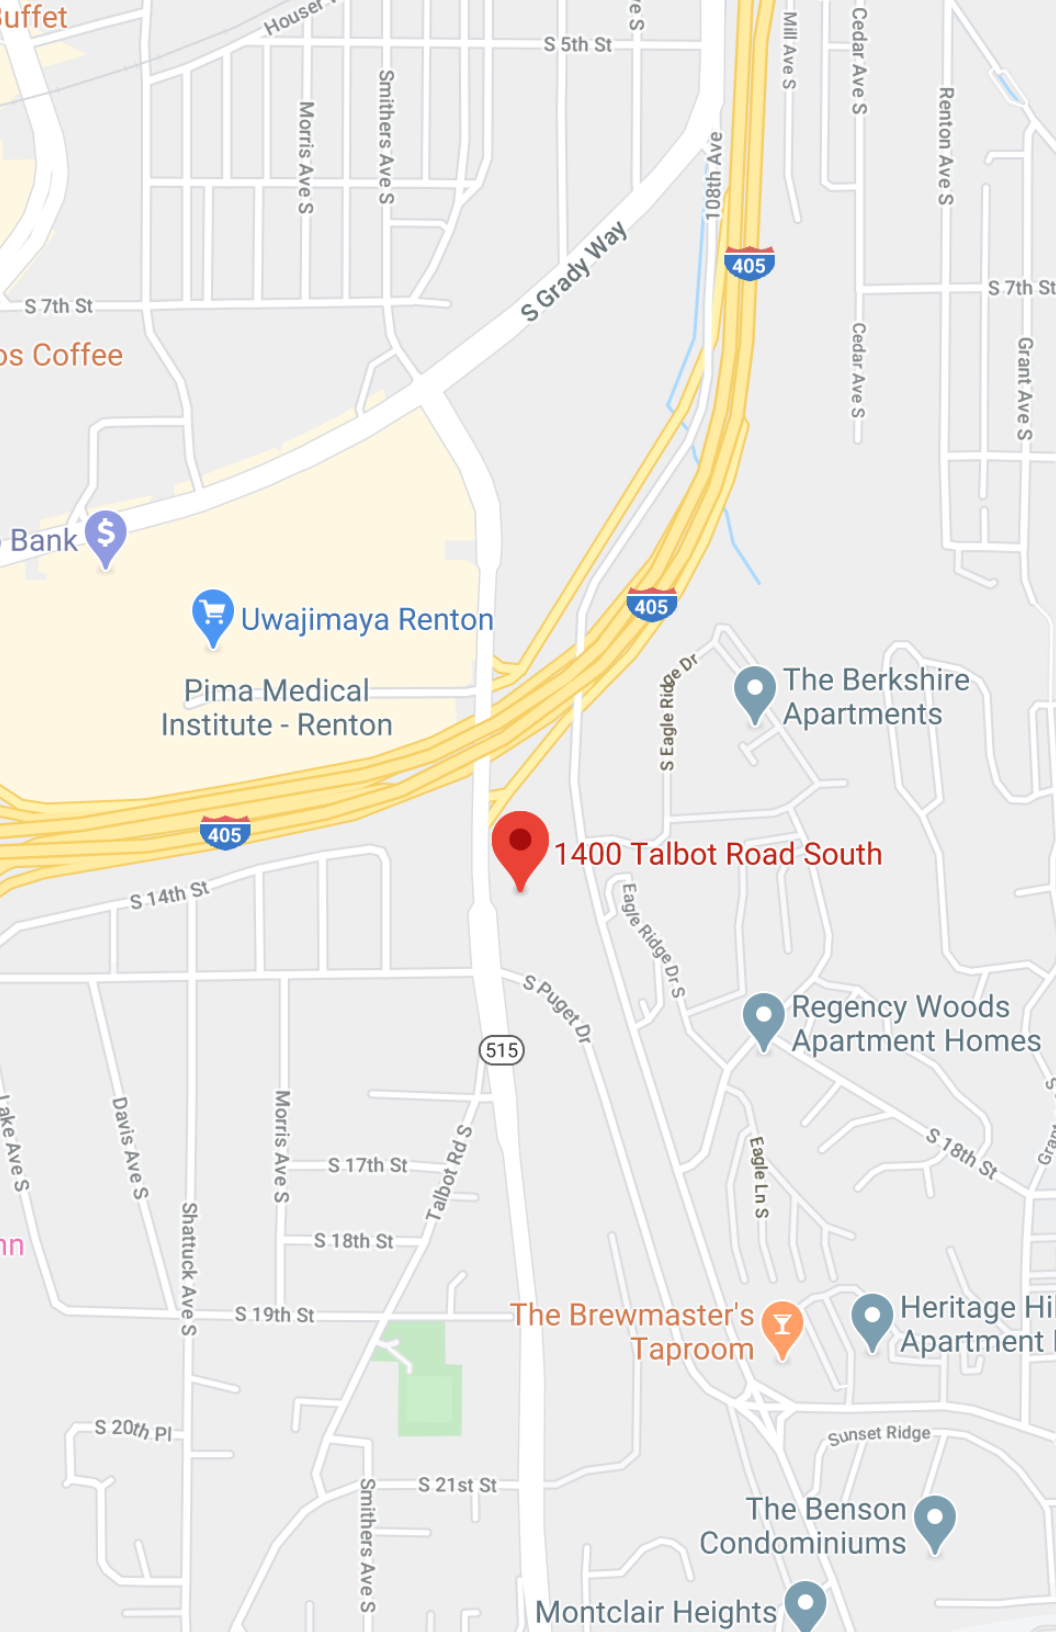 Buffet
Houser
ve S
S 5th St
Mill Ave S
Cedar Ave S
Smithers Ave S
Morris Ave S
Renton Ave S
108th Ave
S Grady Way
405
S 7th St
S 7th St
os Coffee
Cedar Ave S
Grant Ave S
Bank
$
Uwajimaya Renton
405
Pima Medical
Institute - Renton
S Eagle Ridge Dr
The Berkshire
Apartments
405
1400 Talbot Road South
S 14th St
Eagle Ridge Dr S
S Puget Dr
Regency Woods
Apartment Homes
515
Lake Ave S
Davis Ave S
Morris Ave S
S 17th St
Talbot Rd S
Eagle Ln S
S 18th St
Grant
Shattuck Ave S
S 18th St
nn
S 19th St
The Brewmaster's
Taproom
Heritage Hil
Apartment
S 20th Pl
Sunset Ridge
S 21st St
Smithers Ave S
The Benson
Condominiums
Montclair Heights